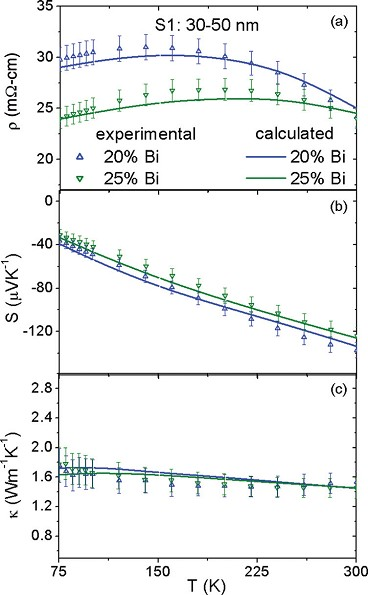 S1: 30-50 nm
(a)
35
30
25
20
ρ (mΩ-cm)
experimental calculated
20% Bi 20% Bi
25% Bi 25% Bi
(b)
0
-40
-80
-120
S (μVK⁻¹)
(c)
2.8
2.4
2.0
1.6
1.2
0.8
κ (Wm⁻¹K⁻¹)
75 150 225 300
T (K)